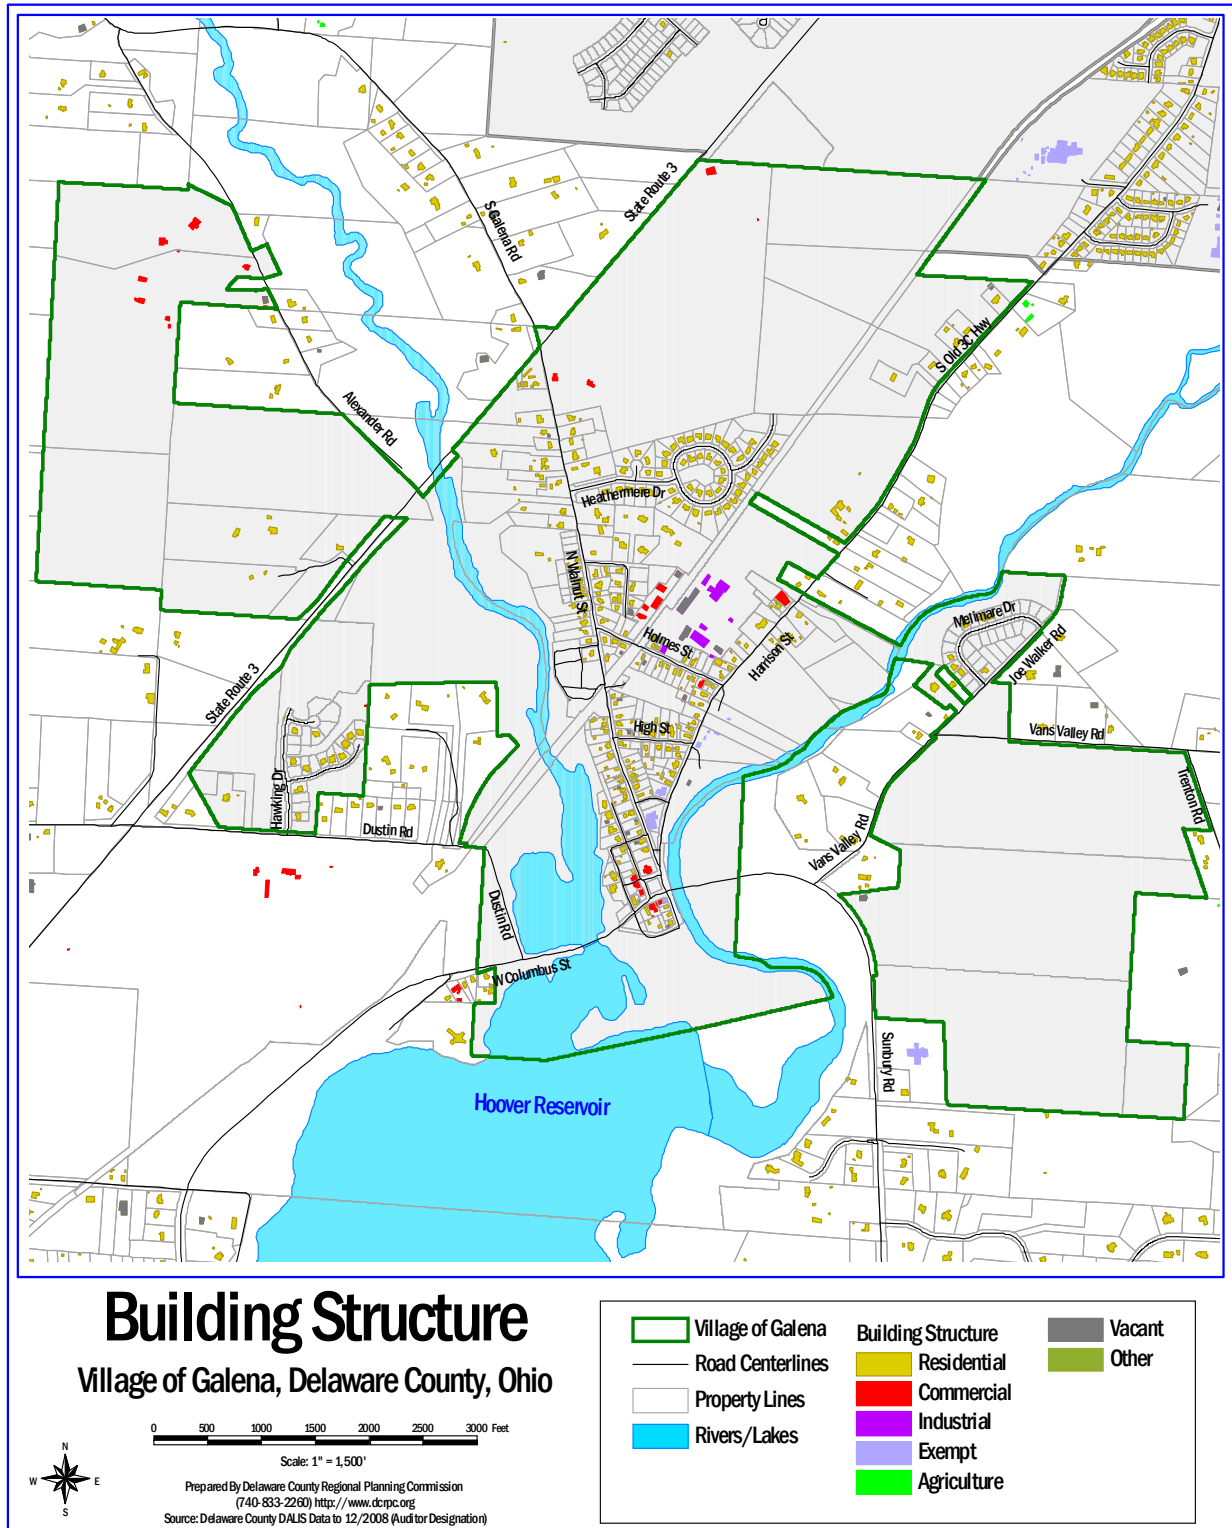 State Route 3
S Galena Rd
S Old 3C Hwy
Alexander Rd
Heathermere Dr
N Walnut St
Holmes St
Harrison St
Mellmare Dr
Joe Walker Rd
State Route 3
High St
Vans Valley Rd
Trenton Rd
Hawking Dr
Dustin Rd
Vans Valley Rd
Dustin Rd
W Columbus St
Sunbury Rd
Hoover Reservoir
Building Structure
Village of Galena, Delaware County, Ohio
0 500 1000 1500 2000 2500 3000 Feet
Scale: 1" = 1,500'
N
W E
S
Prepared By Delaware County Regional Planning Commission
(740-833-2260) http://www.dcrpc.org
Source: Delaware County DALIS Data to 12/2008 (Auditor Designation)
Village of Galena
Road Centerlines
Property Lines
Rivers/Lakes
Building Structure
Residential
Commercial
Industrial
Exempt
Agriculture
Vacant
Other